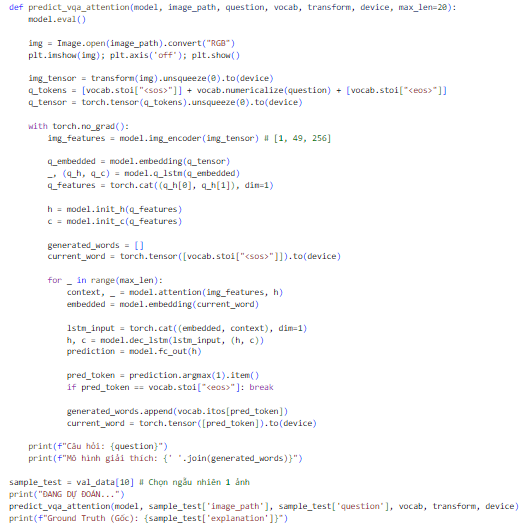 def predict_vqa_attention(model, image_path, question, vocab, transform, device, max_len=20):
    model.eval()

    img = Image.open(image_path).convert("RGB")
    plt.imshow(img); plt.axis('off'); plt.show()

    img_tensor = transform(img).unsqueeze(0).to(device)
    q_tokens = [vocab.stoi["<sos>"]] + vocab.numericalize(question) + [vocab.stoi["<eos>"]]
    q_tensor = torch.tensor(q_tokens).unsqueeze(0).to(device)

    with torch.no_grad():
        img_features = model.img_encoder(img_tensor) # [1, 49, 256]

        q_embedded = model.embedding(q_tensor)
        _, (q_h, q_c) = model.q_lstm(q_embedded)
        q_features = torch.cat((q_h[0], q_h[1]), dim=1)

        h = model.init_h(q_features)
        c = model.init_c(q_features)

        generated_words = []
        current_word = torch.tensor([vocab.stoi["<sos>"]]).to(device)

        for _ in range(max_len):
            context, _ = model.attention(img_features, h)
            embedded = model.embedding(current_word)

            lstm_input = torch.cat((embedded, context), dim=1)
            h, c = model.dec_lstm(lstm_input, (h, c))
            prediction = model.fc_out(h)

            pred_token = prediction.argmax(1).item()
            if pred_token == vocab.stoi["<eos>"]: break

            generated_words.append(vocab.itos[pred_token])
            current_word = torch.tensor([pred_token]).to(device)

    print(f"Câu hỏi: {question}")
    print(f"Mô hình giải thích: {' '.join(generated_words)}")

sample_test = val_data[10] # Chọn ngẫu nhiên 1 ảnh
print("ĐANG DỰ ĐOÁN...")
predict_vqa_attention(model, sample_test['image_path'], sample_test['question'], vocab, transform, device)
print(f"Ground Truth (Gốc): {sample_test['explanation']}")